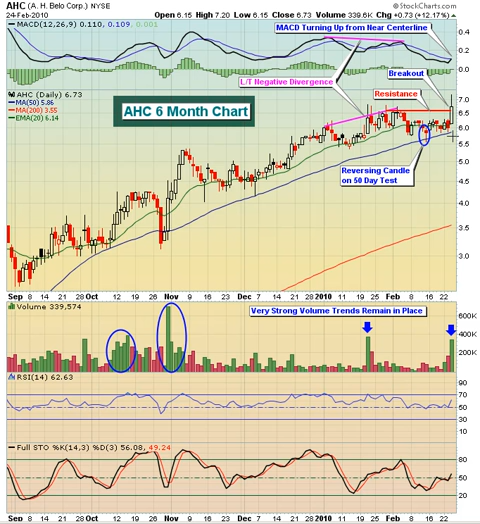 AHC (A. H. Belo Corp.) NYSE
© StockCharts.com
24-Feb-2010
Open 6.15 High 7.20 Low 6.15 Close 6.73 Volume 339.6K Chg +0.73 (+12.17%)
MACD(12,26,9) 0.110, 0.109, 0.001
MACD Turning Up from Near Centerline
0.4
0.2
0.0
-0.2
L/T Negative Divergence
Breakout
AHC (Daily) 6.73
MA(50) 5.86
MA(200) 3.55
EMA(20) 6.14
AHC 6 Month Chart
Resistance
7.0
6.5
6.0
5.5
5.0
4.5
4.0
3.5
3.0
Reversing Candle
on 50 Day Test
Sep 8 14 21 28 Oct 12 19 26 Nov 9 16 23 Dec 7 14 21 28 2010 11 19 25 Feb 8 16 22
Volume 339,574
Very Strong Volume Trends Remain in Place
600K
400K
200K
RSI(14) 62.63
90
70
50
30
10
Full STO %K(14,3) %D(3) 56.08, 49.24
80
50
20
Sep 8 14 21 28 Oct 12 19 26 Nov 9 16 23 Dec 7 14 21 28 2010 11 19 25 Feb 8 16 22